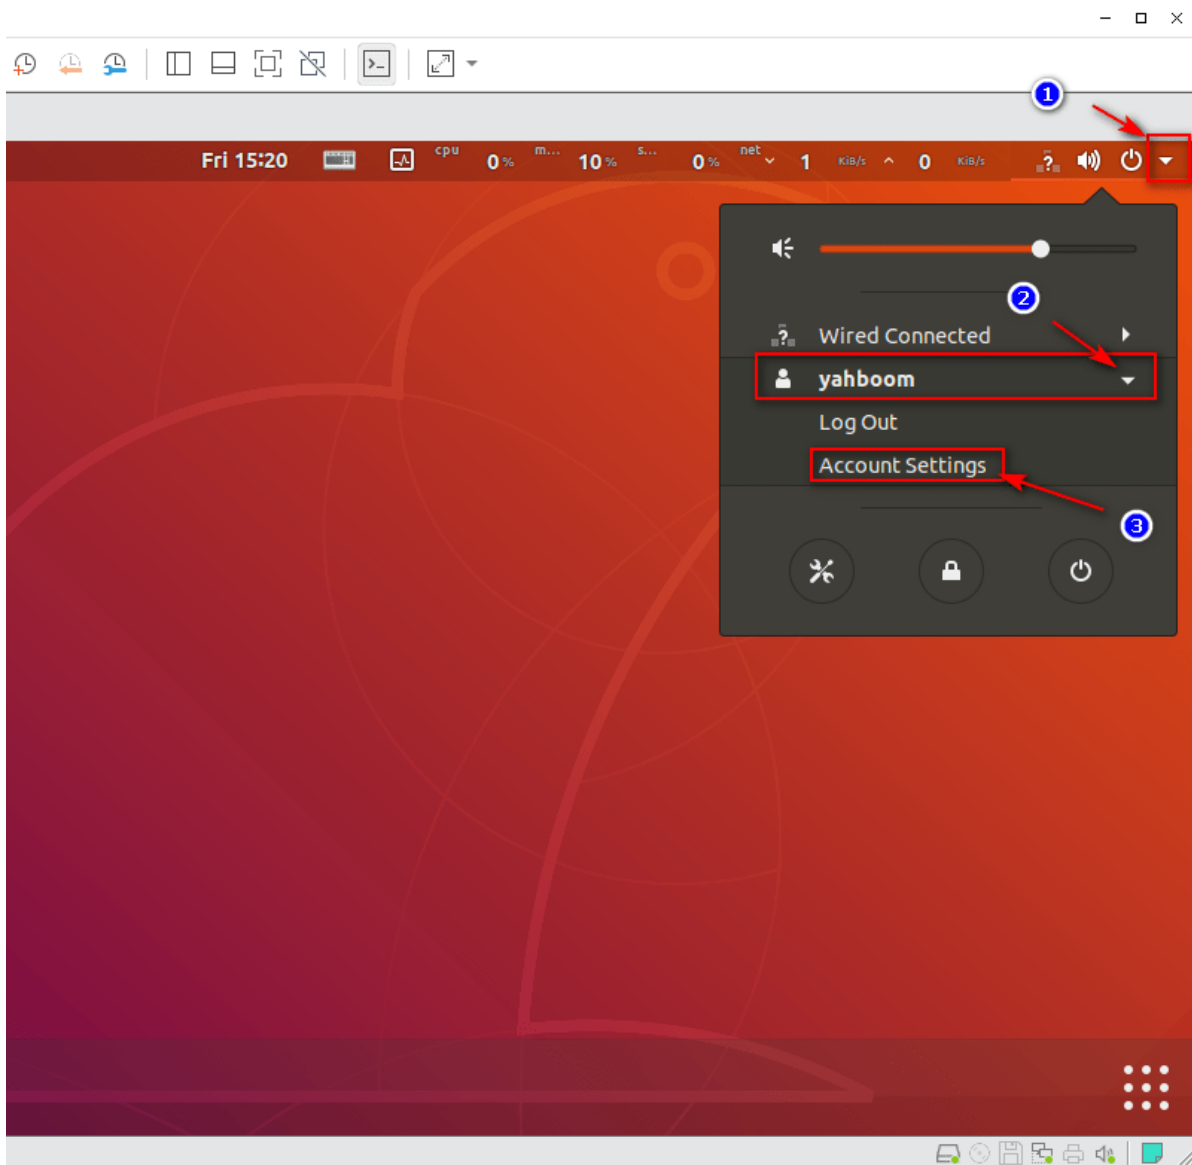 1
Fri 15:20 cpu 0 % m... 10 % s... 0 % net 1 KiB/s 0 KiB/s ?
2
? Wired Connected
yahboom
Log Out
Account Settings
3